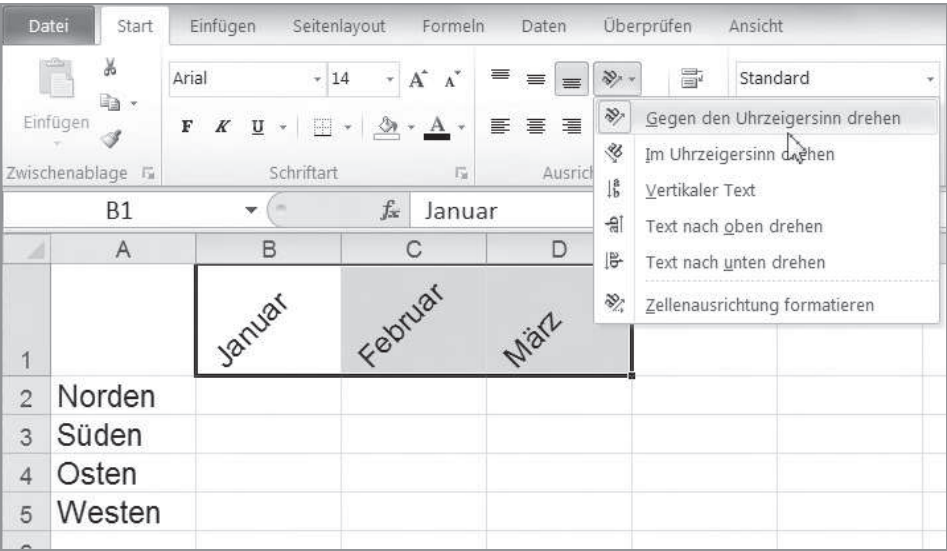 Datei Start Einfügen Seitenlayout Formeln Daten Überprüfen Ansicht
Arial 14 A A Standard
Einfügen
F K U A
Zwischenablage Schriftart Ausrich
Gegen den Uhrzeigersinn drehen
Im Uhrzeigersinn drehen
Vertikaler Text
Text nach oben drehen
Text nach unten drehen
Zellenausrichtung formatieren
B1 fx Januar
A B C D
1 Januar Februar März
2 Norden
3 Süden
4 Osten
5 Westen